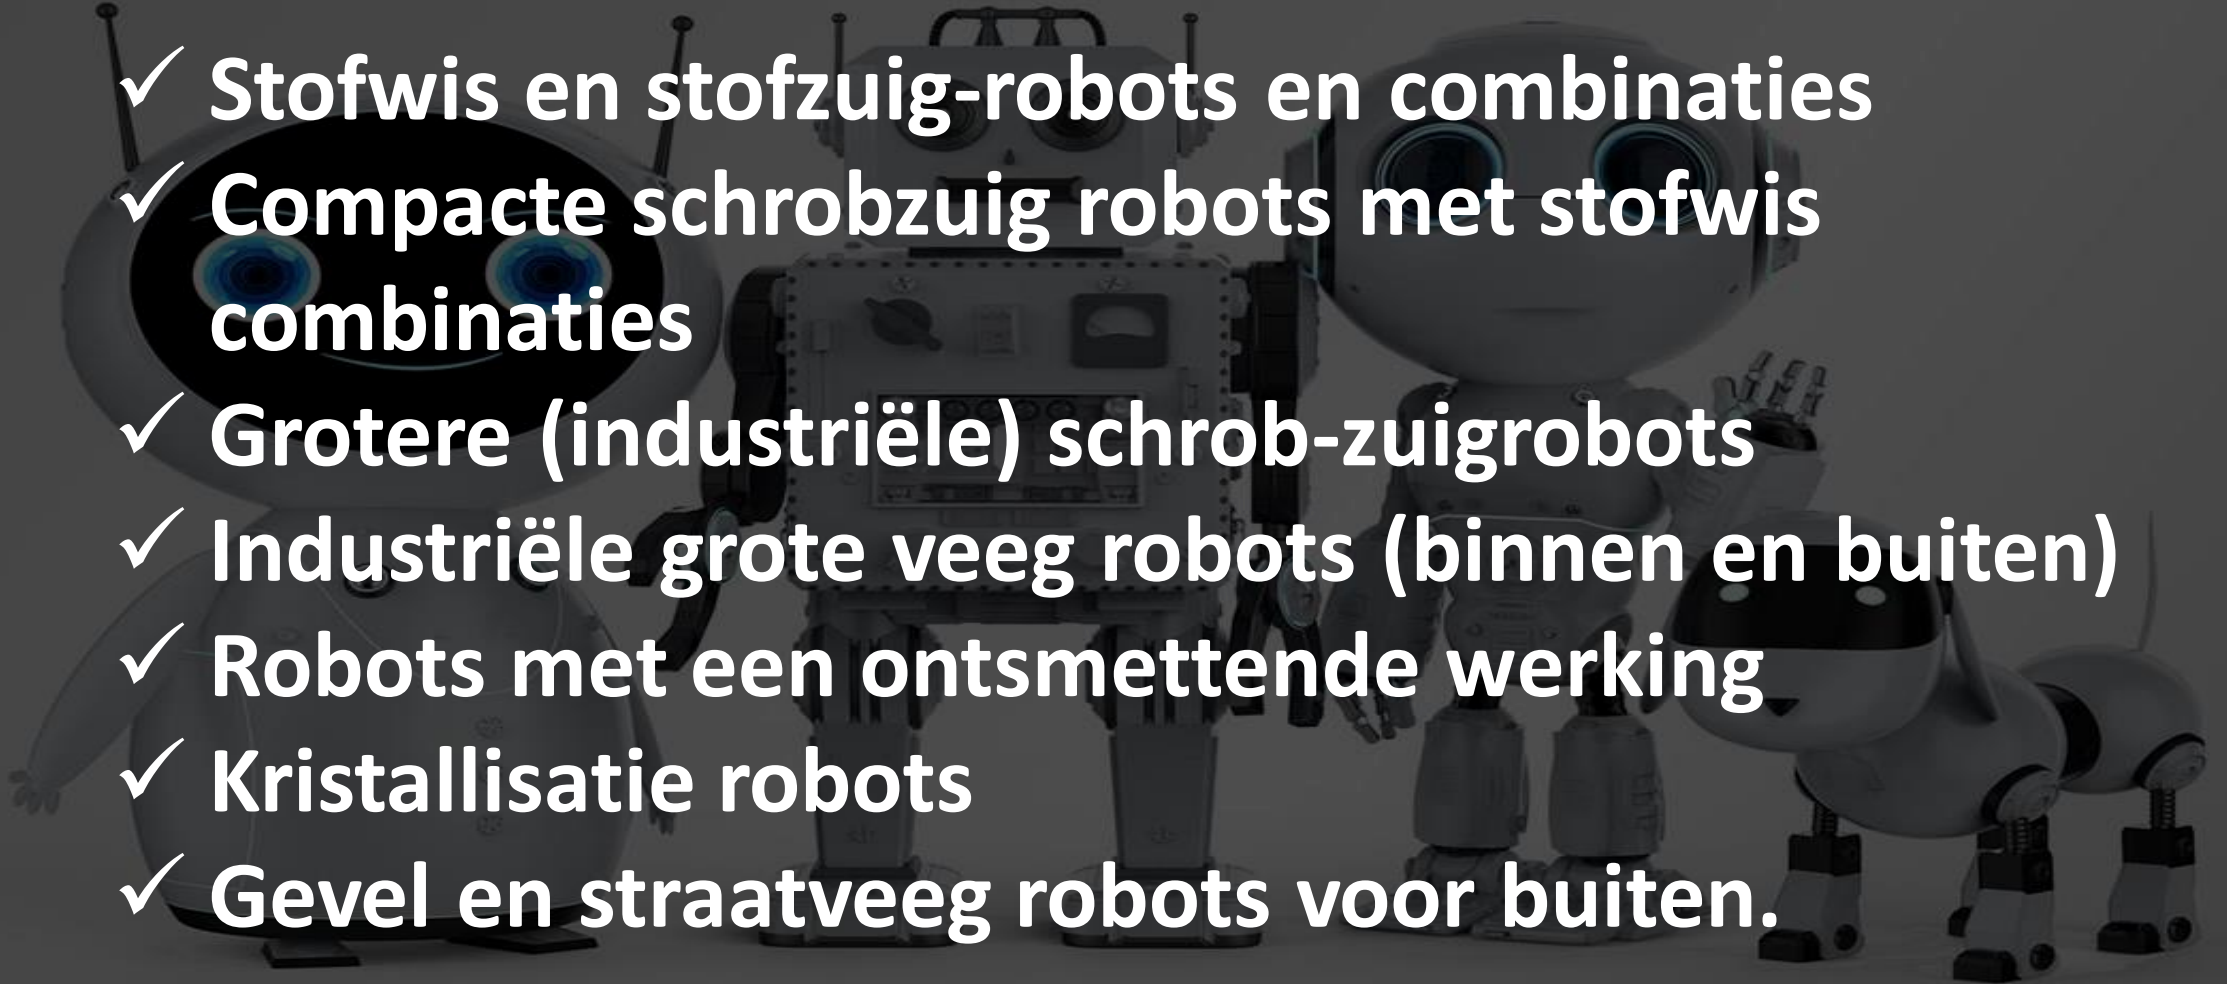 ✓ Stofwis en stofzuig-robots en combinaties
✓ Compacte schrobzuig robots met stofwis
combinaties
✓ Grotere (industriële) schrob-zuigrobots
✓ Industriële grote veeg robots (binnen en buiten)
✓ Robots met een ontsmettende werking
✓ Kristallisatie robots
✓ Gevel en straatveeg robots voor buiten.